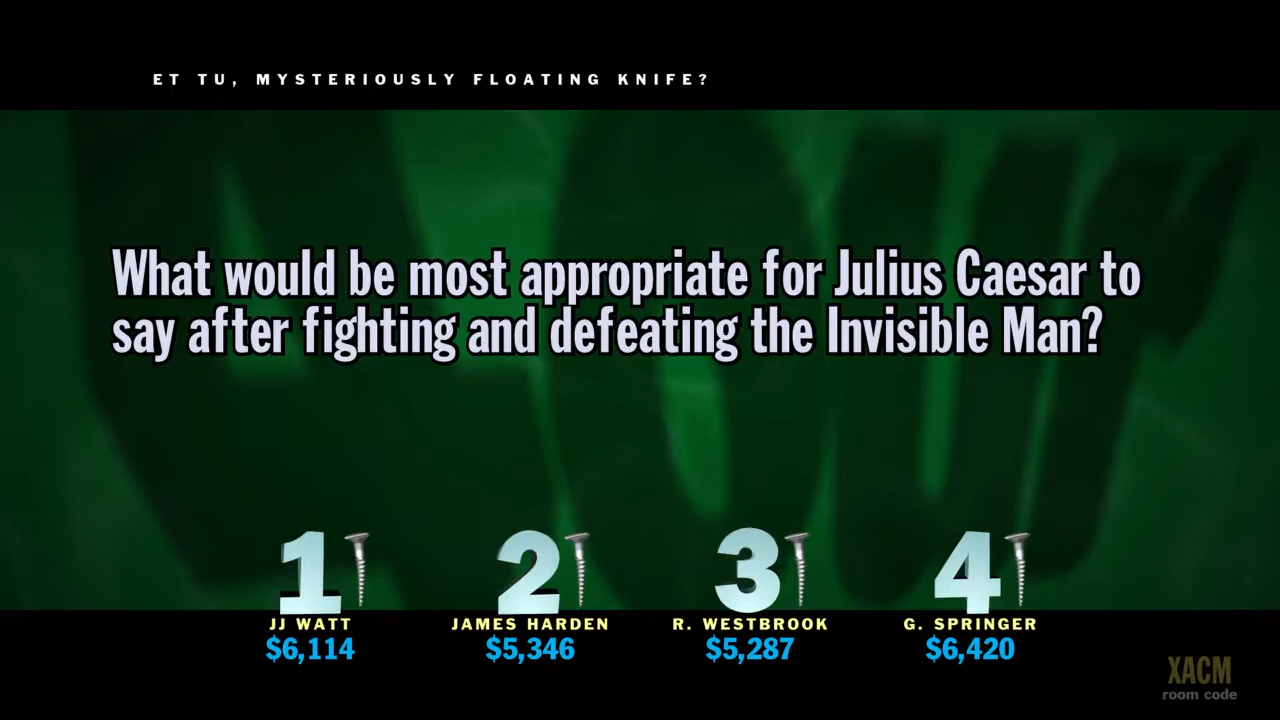 ET TU, MYSTERIOUSLY FLOATING KNIFE?
What would be most appropriate for Julius Caesar to
say after fighting and defeating the Invisible Man?
1 2 3 4
JJ WATT JAMES HARDEN R. WESTBROOK G. SPRINGER
$6,114 $5,346 $5,287 $6,420
XACM
room code